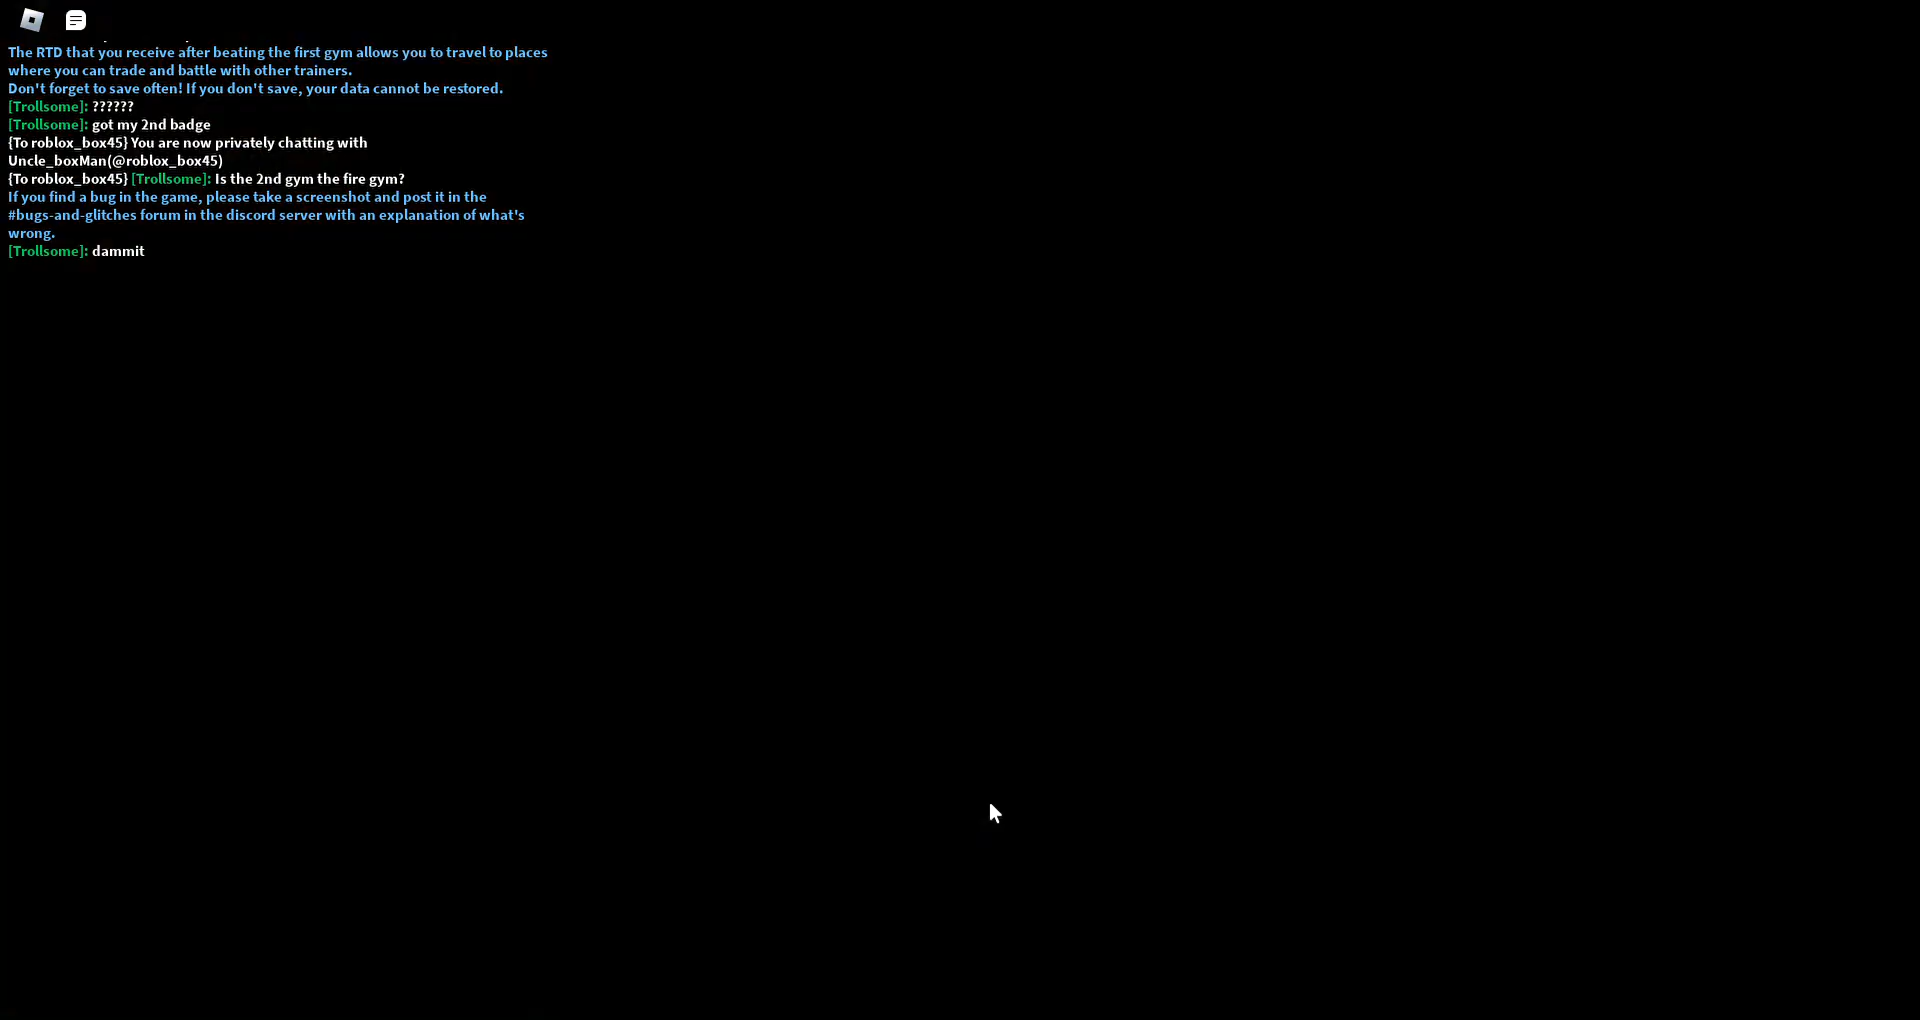 The RTD that you receive after beating the first gym allows you to travel to places
where you can trade and battle with other trainers.
Don't forget to save often! If you don't save, your data cannot be restored.
[Trollsome]: ??????
[Trollsome]: got my 2nd badge
{To roblox_box45} You are now privately chatting with
Uncle_boxMan(@roblox_box45)
{To roblox_box45} [Trollsome]: Is the 2nd gym the fire gym?
If you find a bug in the game, please take a screenshot and post it in the
#bugs-and-glitches forum in the discord server with an explanation of what's
wrong.
[Trollsome]: dammit